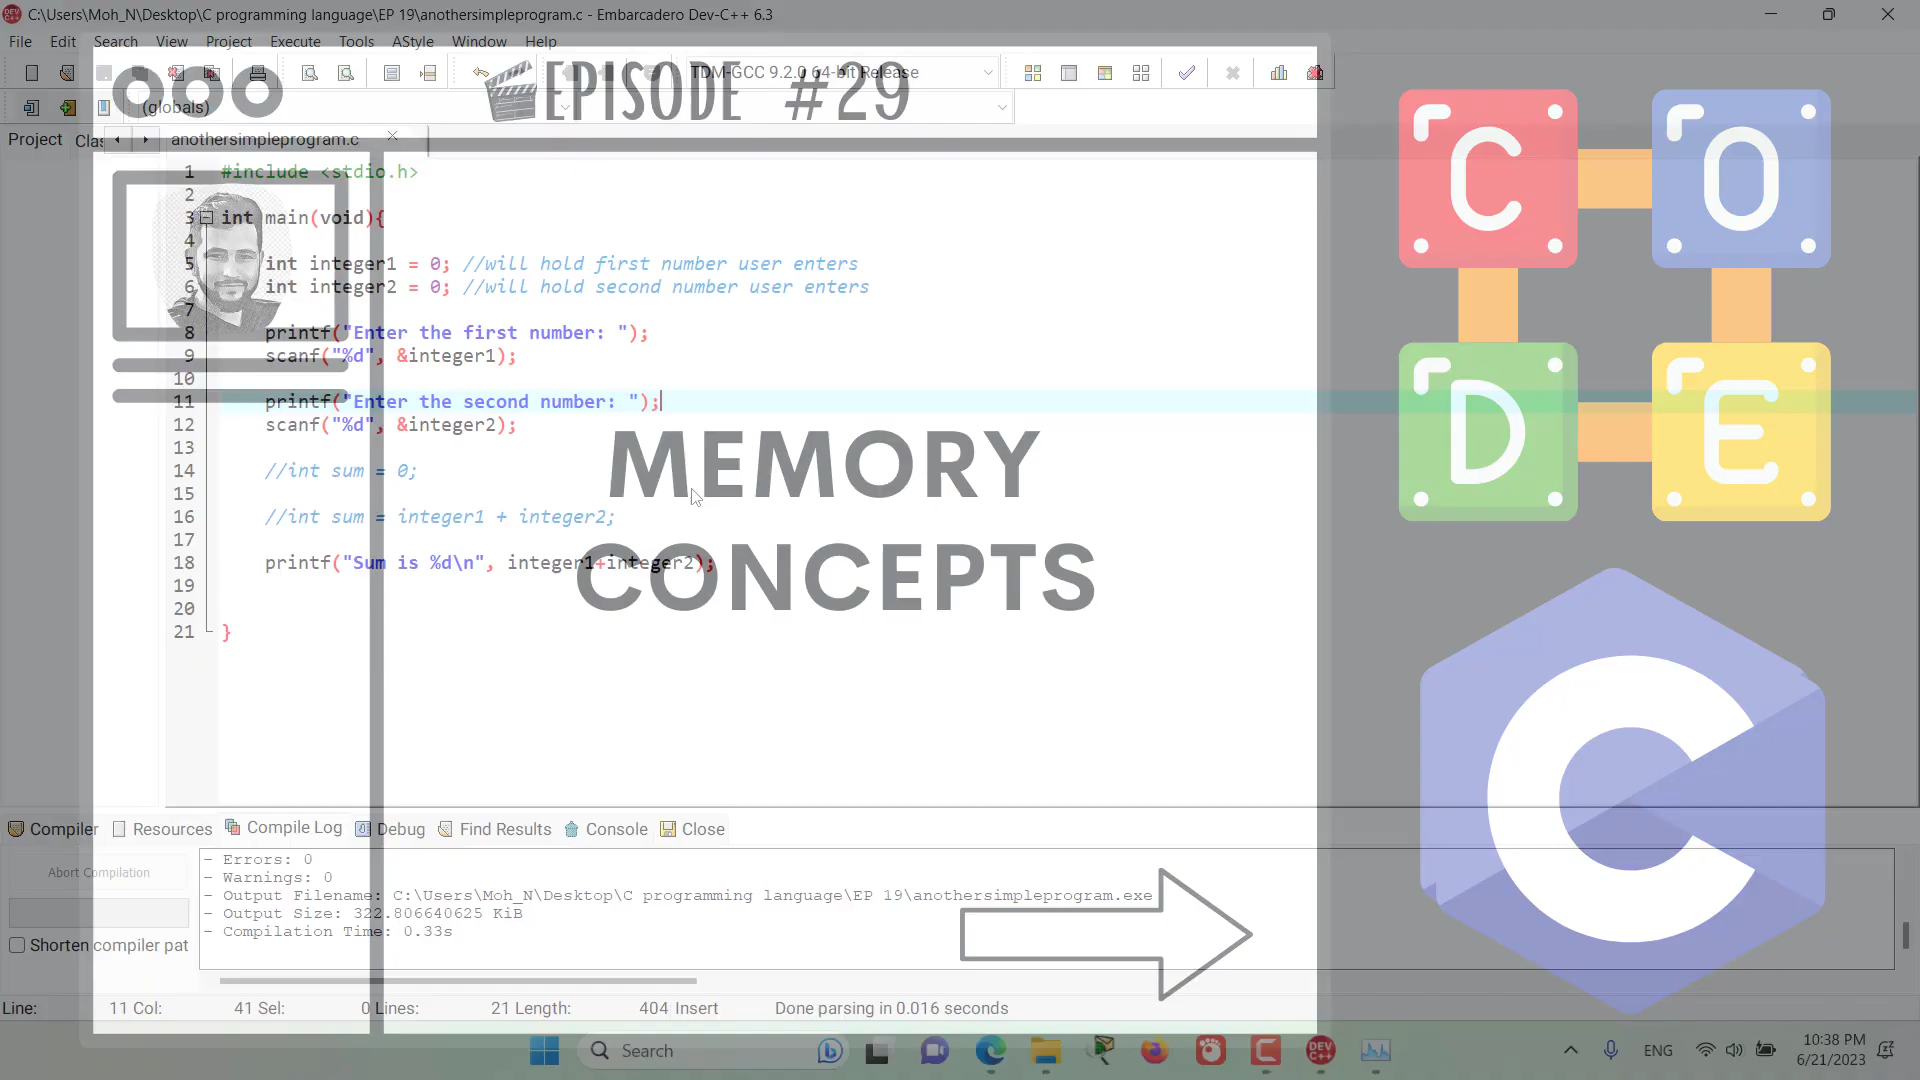 C:\Users\Moh_N\Desktop\C programming language\EP 19\anothersimpleprogram.c - Embarcadero Dev-C++ 6.3
File Edit Search View Project Execute Tools AStyle Window Help
EPISODE #29
TDM-GCC 9.2.0 64-bit Release
(globals)
Project Clas anothersimpleprogram.c
1 #include <stdio.h>
2
3 int main(void){
4
5 int integer1 = 0; //will hold first number user enters
6 int integer2 = 0; //will hold second number user enters
7
8 printf("Enter the first number: ");
9 scanf("%d", &integer1);
10
11 printf("Enter the second number: ");
12 scanf("%d", &integer2);
13
14 //int sum = 0;
15
16 //int sum = integer1 + integer2;
17
18 printf("Sum is %d\n", integer1+integer2);
19
20
21 }
MEMORY
CONCEPTS
C O
D E
C
Compiler Resources Compile Log Debug Find Results Console Close
Abort Compilation
Shorten compiler pat
- Errors: 0
- Warnings: 0
- Output Filename: C:\Users\Moh_N\Desktop\C programming language\EP 19\anothersimpleprogram.exe
- Output Size: 322.806640625 KiB
- Compilation Time: 0.33s
Line: 11 Col: 41 Sel: 0 Lines: 21 Length: 404 Insert Done parsing in 0.016 seconds
Search
DEV C++
ENG
10:38 PM
6/21/2023